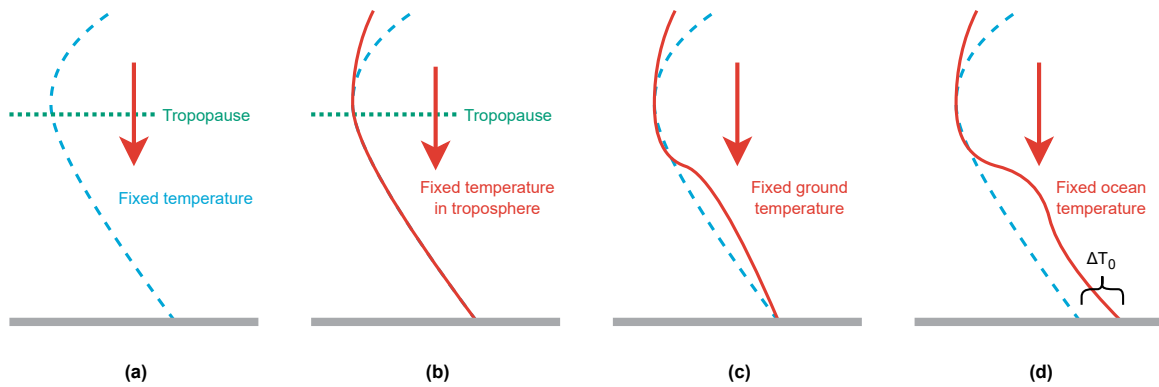 Tropopause
Fixed temperature
(a)
Tropopause
Fixed temperature
in troposphere
(b)
Fixed ground
temperature
(c)
Fixed ocean
temperature
ΔT0
(d)